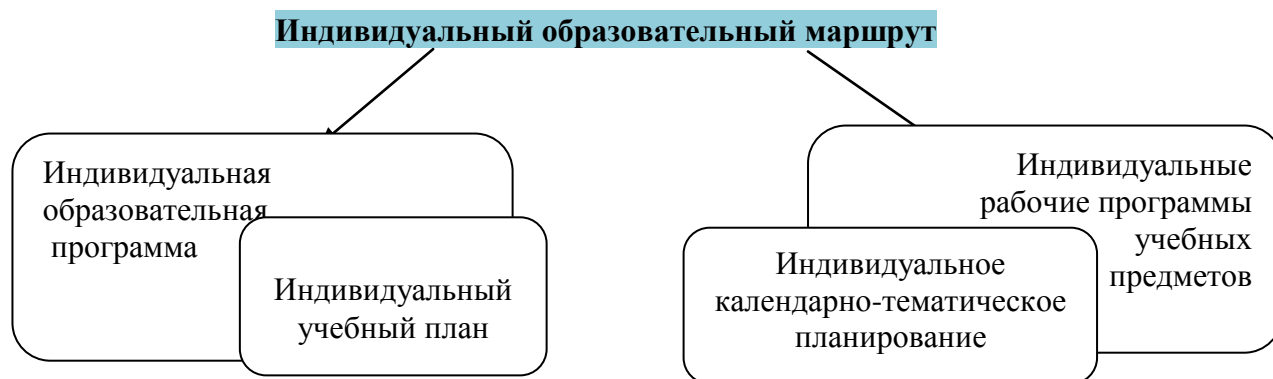 Индивидуальный образовательный маршрут
Индивидуальная
образовательная
программа
Индивидуальный
учебный план
Индивидуальные
рабочие программы
учебных
предметов
Индивидуальное
календарно-тематическое
планирование